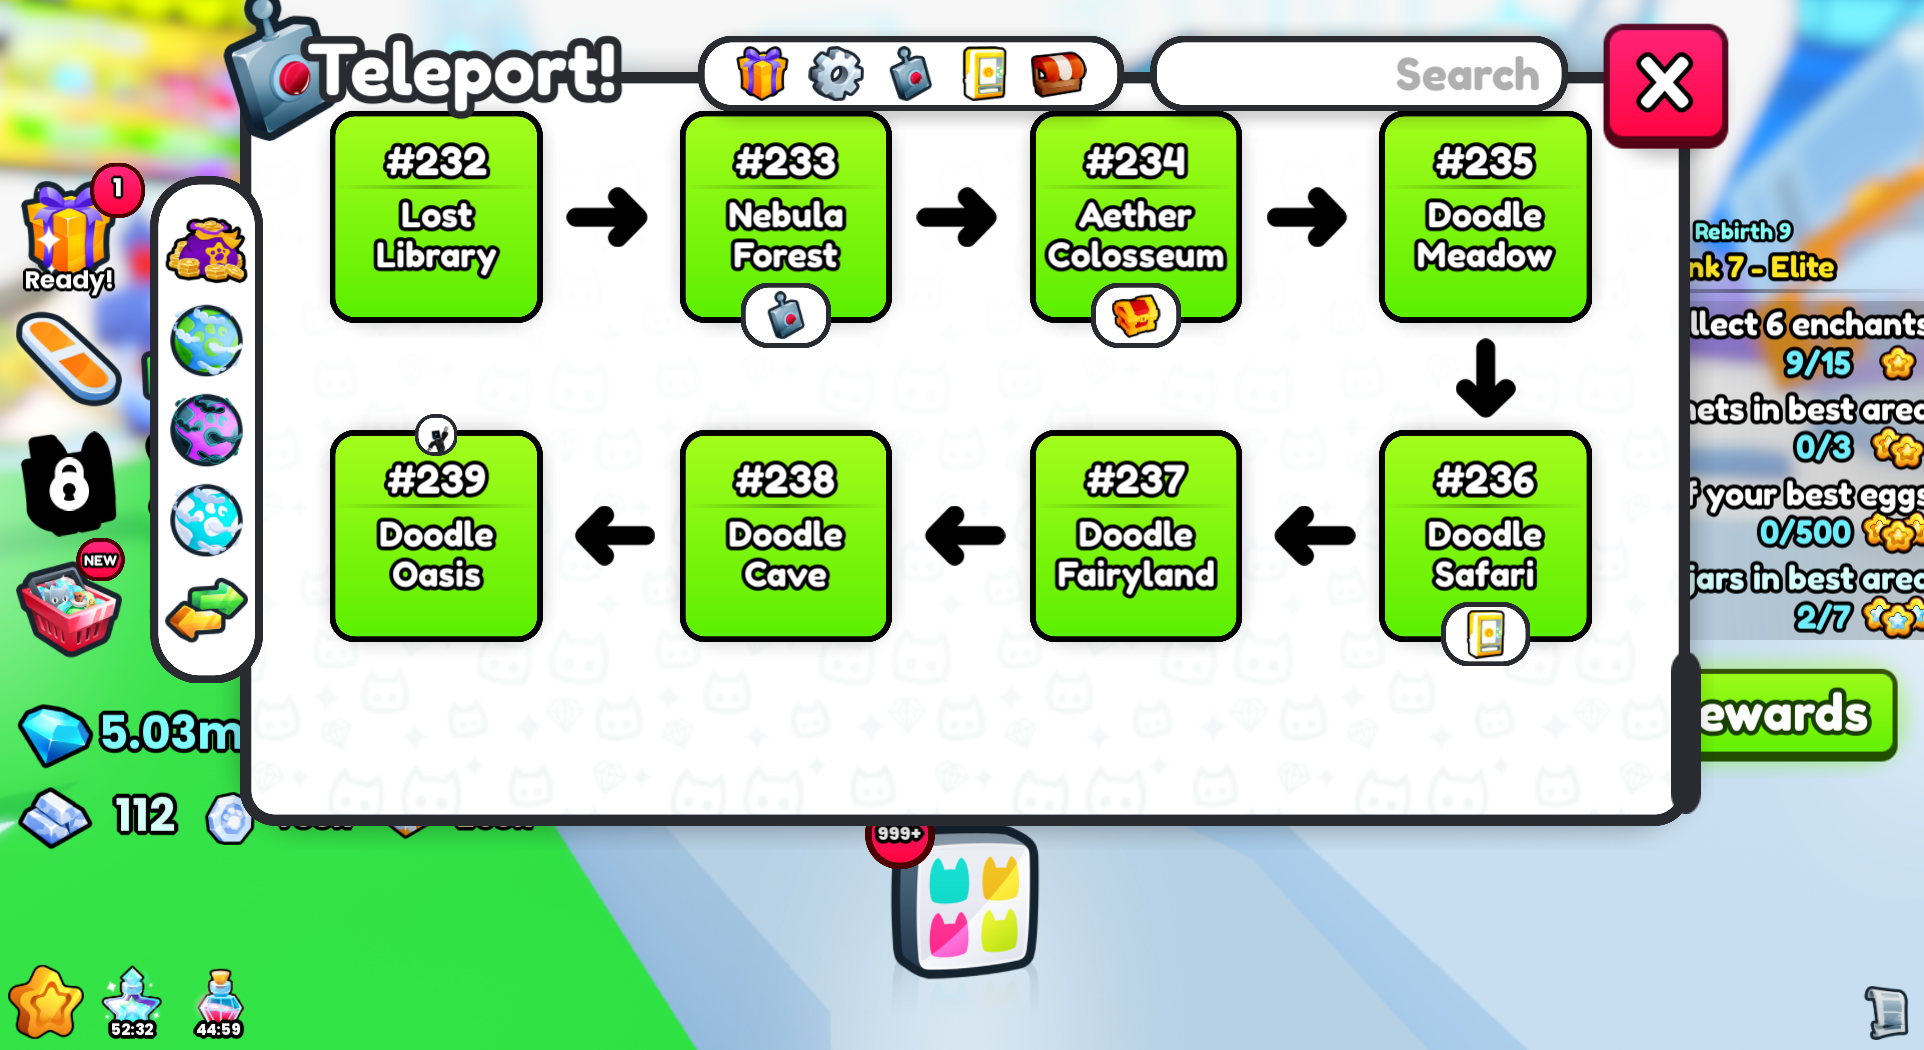 Teleport!
Search
#232
Lost
Library
#233
Nebula
Forest
#234
Aether
Colosseum
#235
Doodle
Meadow
#239
Doodle
Oasis
#238
Doodle
Cave
#237
Doodle
Fairyland
#236
Doodle
Safari
1
Ready!
NEW
5.03m
112
999+
52:32
44:59
Rebirth 9
nk 7 - Elite
llect 6 enchants
9/15
ets in best area
0/3
f your best eggs
0/500
jars in best area
2/7
ewards